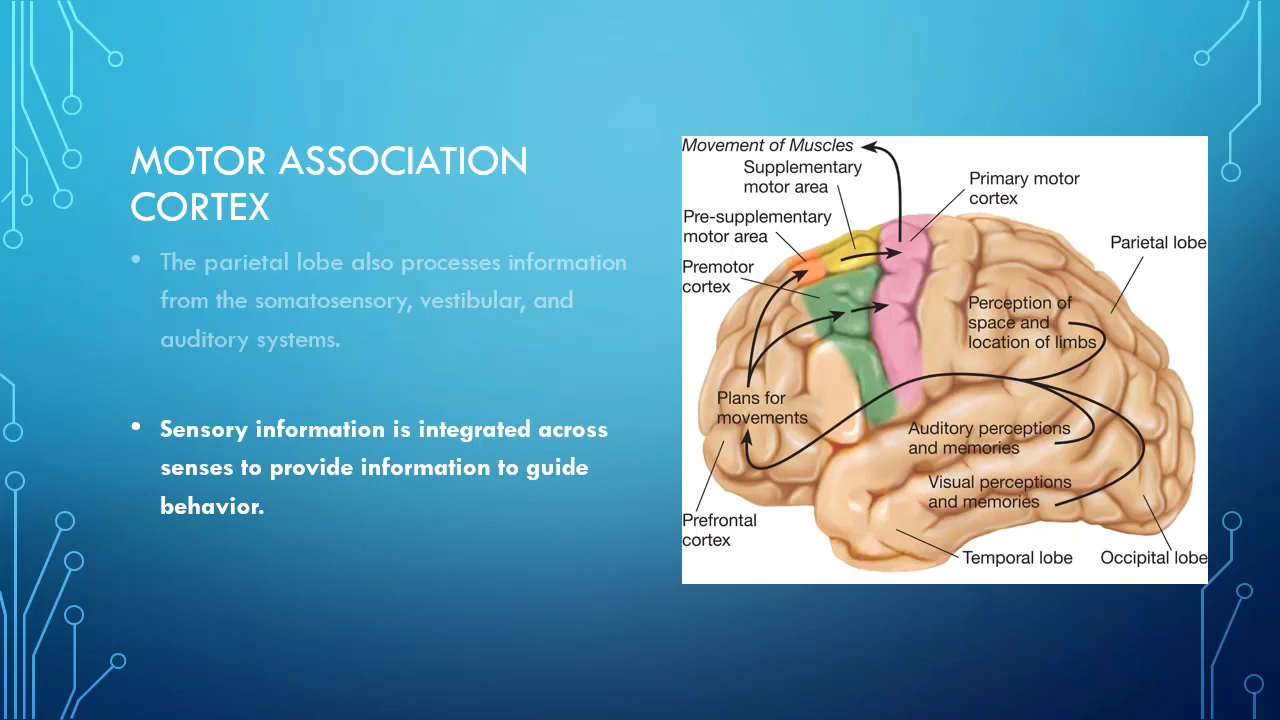 MOTOR ASSOCIATION
CORTEX
• The parietal lobe also processes information
from the somatosensory, vestibular, and
auditory systems.
• Sensory information is integrated across
senses to provide information to guide
behavior.
Movement of Muscles
Supplementary
motor area
Primary motor
cortex
Pre-supplementary
motor area
Parietal lobe
Premotor
cortex
Perception of
space and
location of limbs
Plans for
movements
Auditory perceptions
and memories
Visual perceptions
and memories
Prefrontal
cortex
Temporal lobe
Occipital lobe